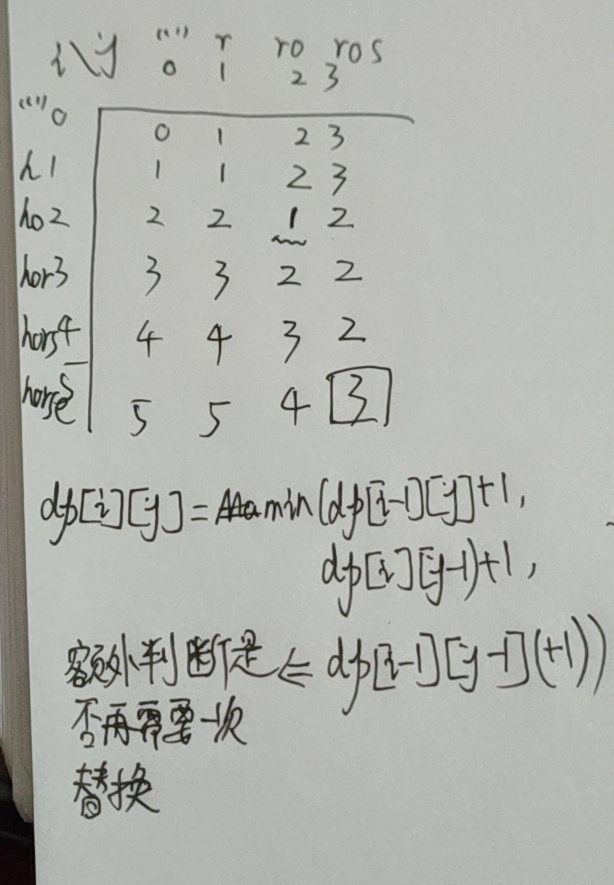 i\j "" r ro ros
0 1 2 3
""0 0 1 2 3
h1 1 1 2 3
ho2 2 2 1 2
hor3 3 3 2 2
hors4 4 4 3 2
horse5 5 5 4 3
dp[i][j]=min(dp[i-1][j]+1,
dp[i][j-1)+1,
额外判断是 ⇐ dp[i-1][j-1](+1))
否再需要一次
替换